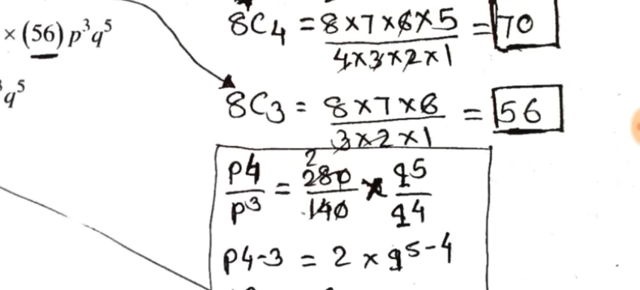 × (56) p³q⁵
q⁵
8C4 = 8×7×6×5 / 4×3×2×1 = 70
8C3 = 8×7×6 / 3×2×1 = 56
p4/p3 = 2 280/140 × q5/q4
p4-3 = 2 × q5-4